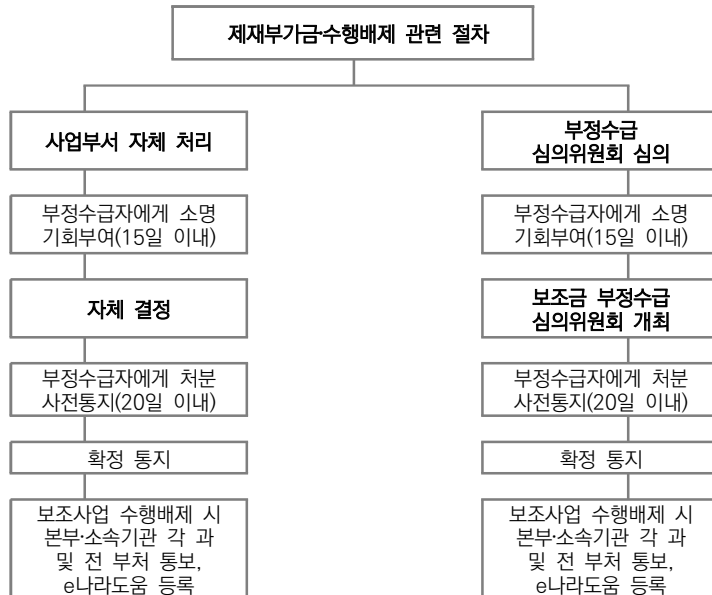 제재부가금·수행배제 관련 절차
사업부서 자체 처리
부정수급자에게 소명
기회부여(15일 이내)
자체 결정
부정수급자에게 처분
사전통지(20일 이내)
확정 통지
보조사업 수행배제 시
본부·소속기관 각 과
및 전 부처 통보,
e나라도움 등록
부정수급
심의위원회 심의
부정수급자에게 소명
기회부여(15일 이내)
보조금 부정수급
심의위원회 개최
부정수급자에게 처분
사전통지(20일 이내)
확정 통지
보조사업 수행배제 시
본부·소속기관 각 과
및 전 부처 통보,
e나라도움 등록